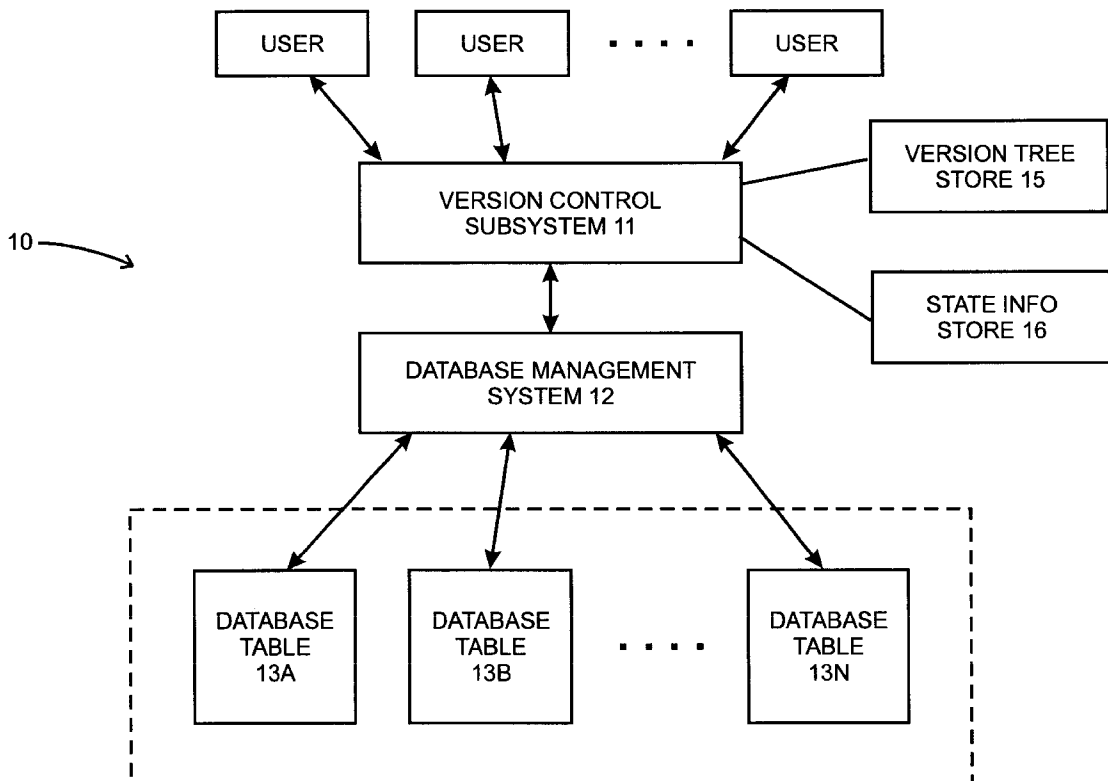 USER
USER
USER
VERSION TREE
STORE 15
VERSION CONTROL
SUBSYSTEM 11
10
STATE INFO
STORE 16
DATABASE MANAGEMENT
SYSTEM 12
DATABASE
TABLE
13A
DATABASE
TABLE
13B
DATABASE
TABLE
13N